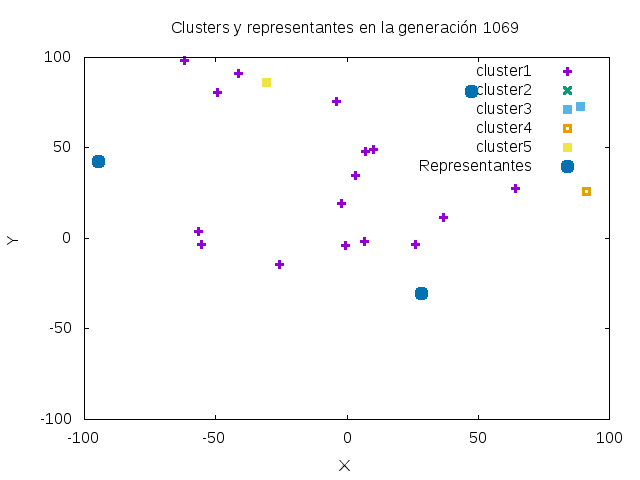 Clusters y representantes en la generación 1069
100
50
0
-50
-100
-100
-50
0
50
100
X
Y
cluster1
cluster2
cluster3
cluster4
cluster5
Representantes